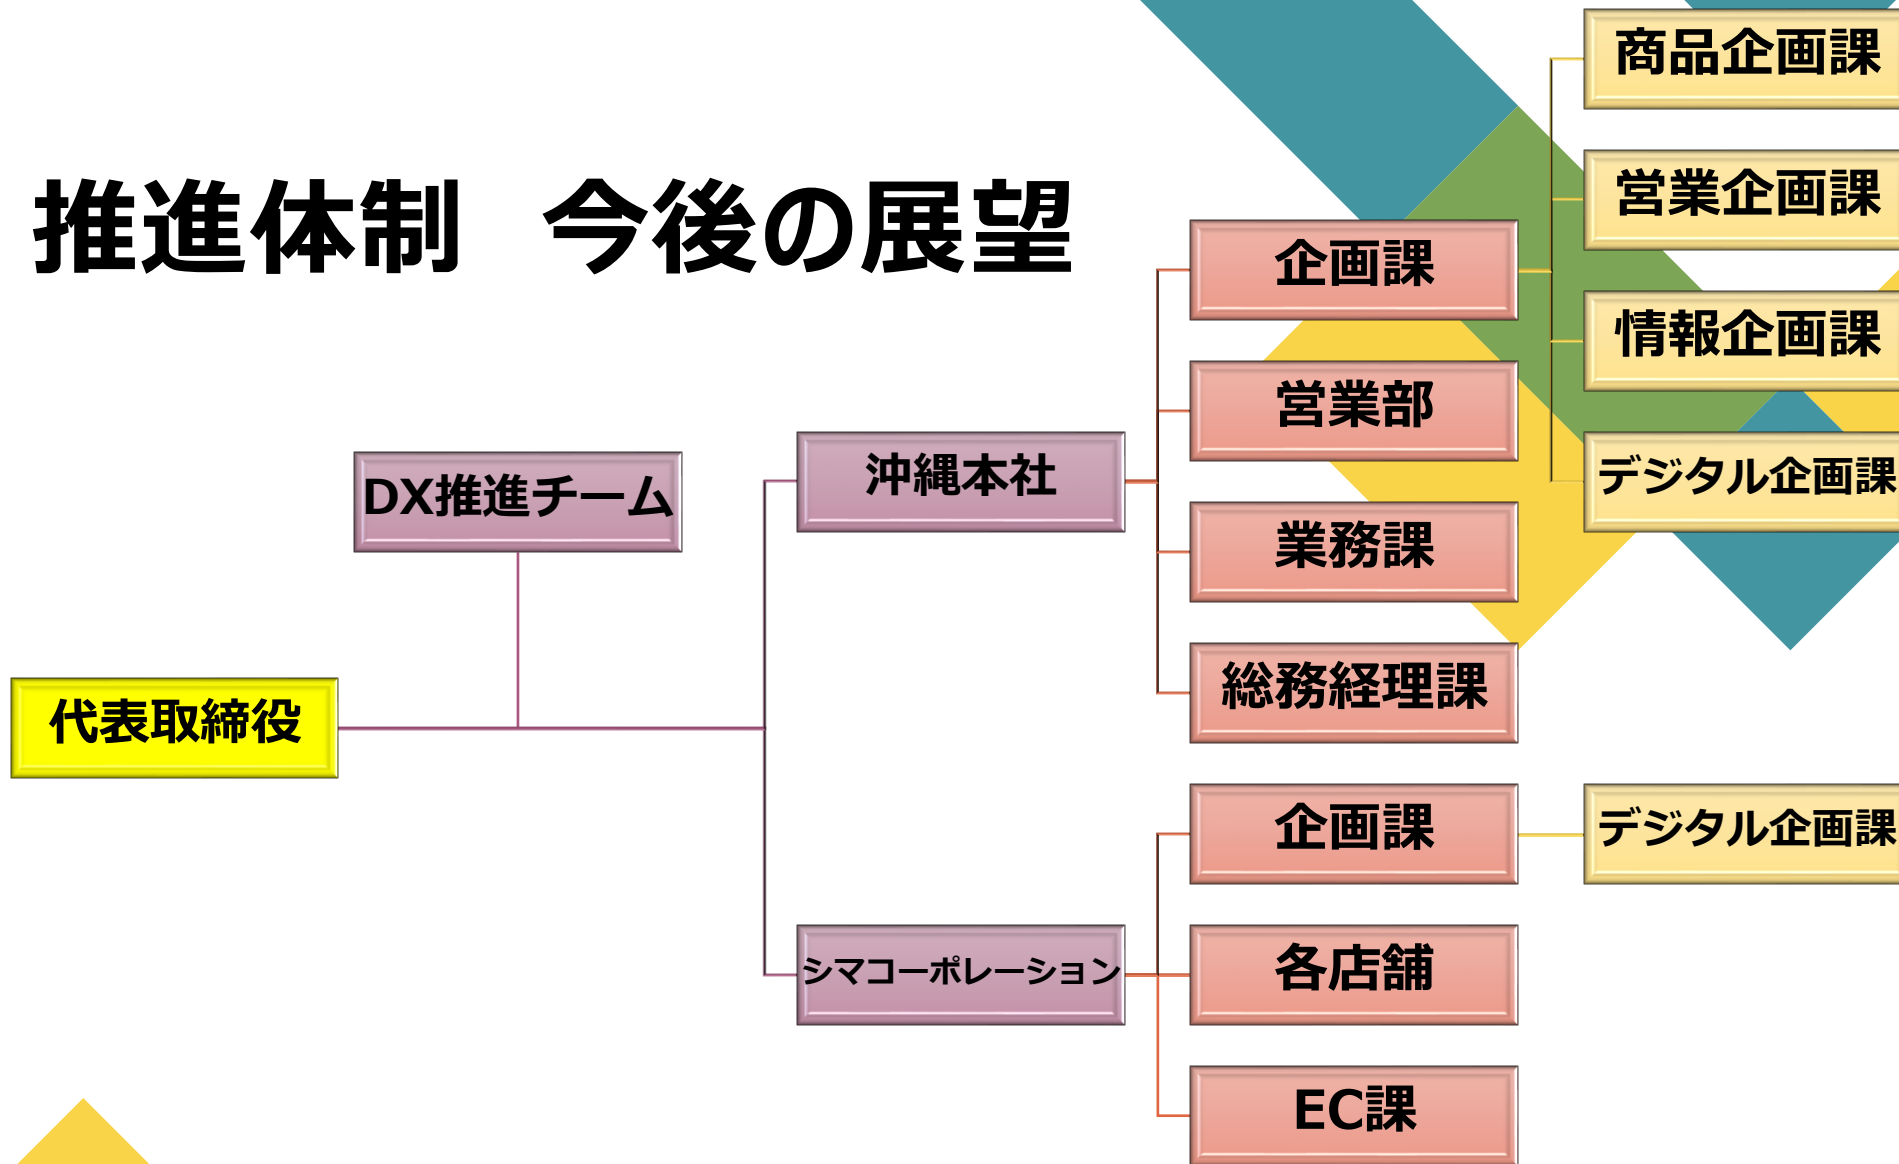 推進体制　今後の展望
代表取締役
DX推進チーム
沖縄本社
企画課
商品企画課
営業企画課
情報企画課
デジタル企画課
営業部
業務課
総務経理課
シマコーポレーション
企画課
デジタル企画課
各店舗
EC課